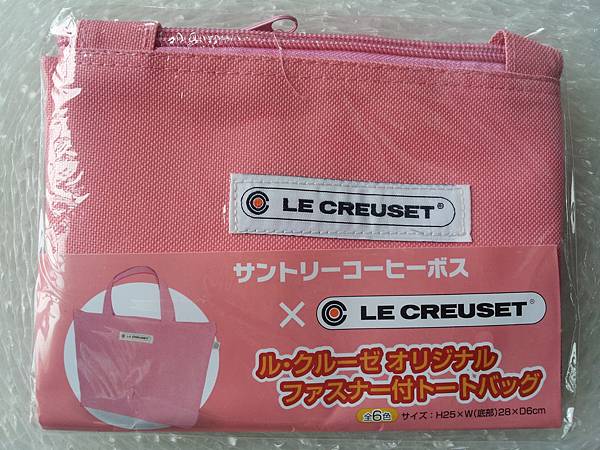 LE CREUSET®
サントリーコーヒーボス
× LE CREUSET®
ル・クルーゼ オリジナル
ファスナー付トートバッグ
全6色 サイズ：H25×W(底部)28×D6cm